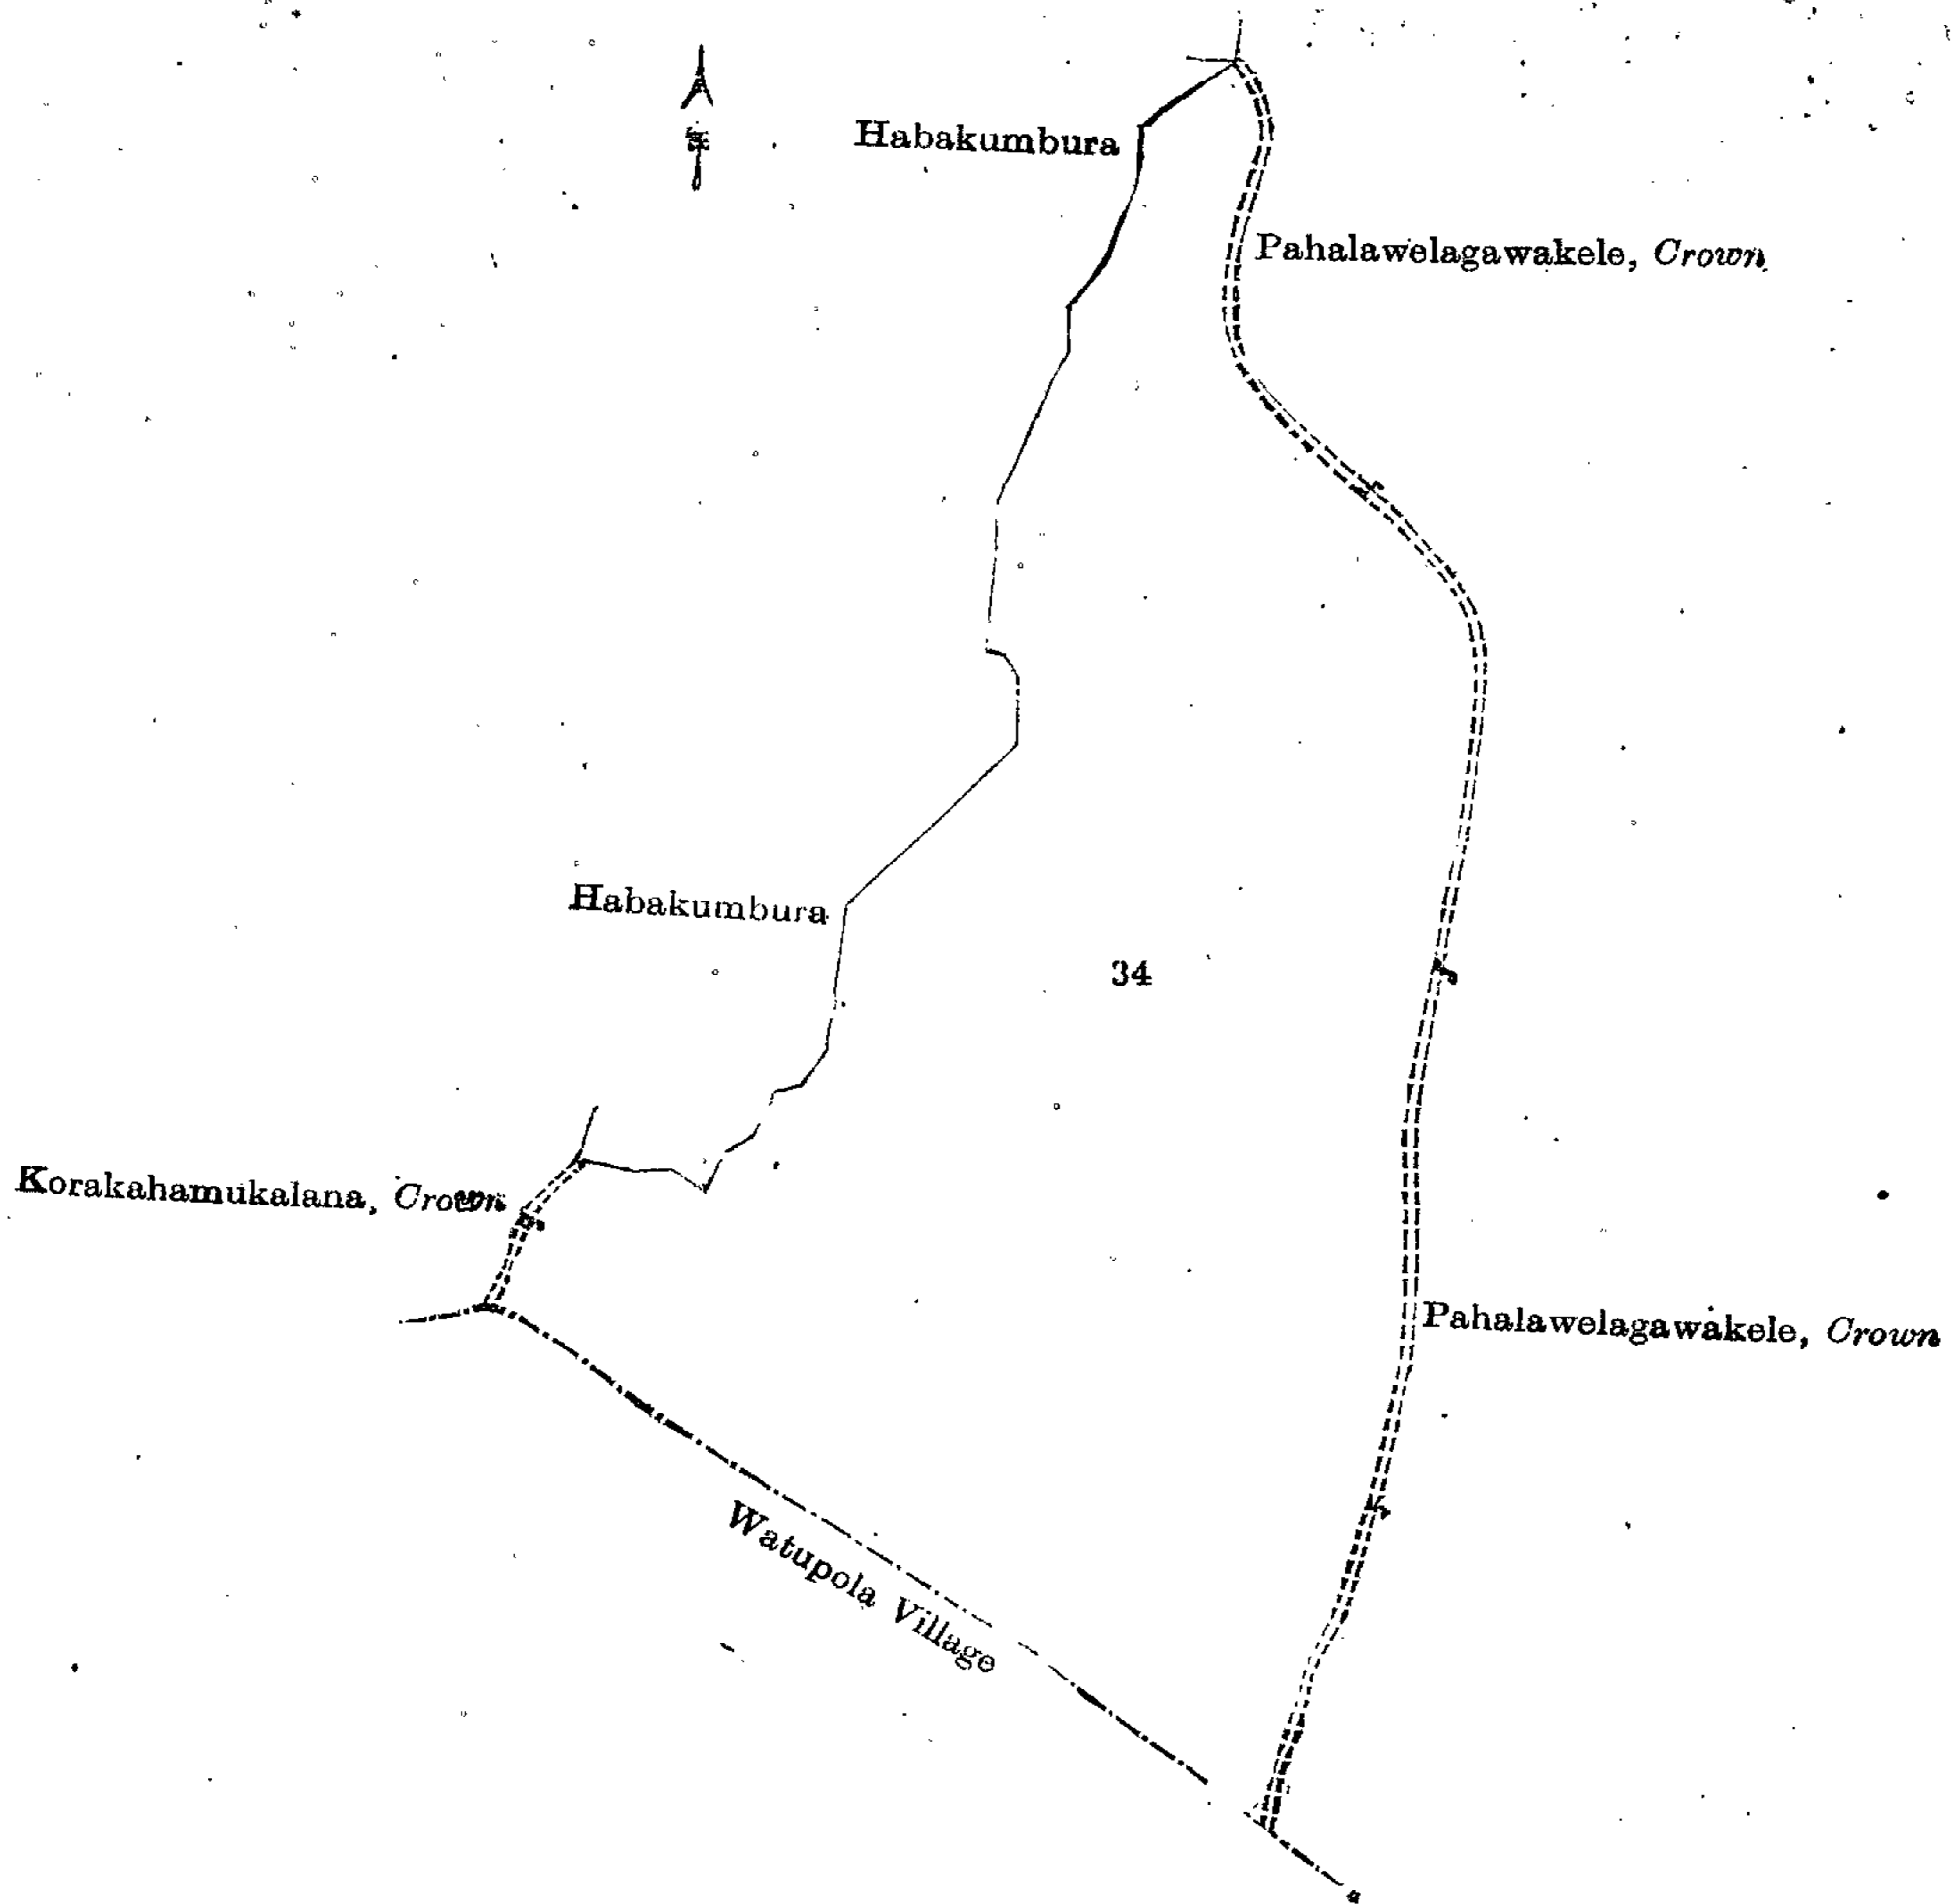 Habakumbura
Pahalawelagawakele, Crown
Habakumbura
34
Korakahamukalana, Crown
Pahalawelagawakele, Crown
Watupola Village